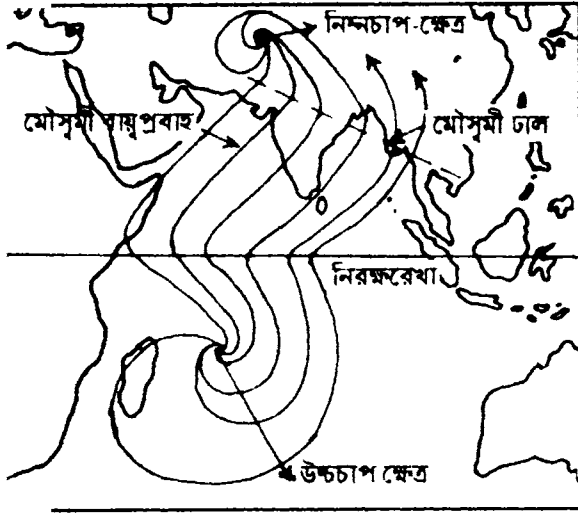 নিম্নচাপ-ক্ষেত্র
মৌসুমী বায়ুপ্রবাহ
মৌসুমী ঢাল
নিরক্ষরেখা
উচ্চচাপ ক্ষেত্র